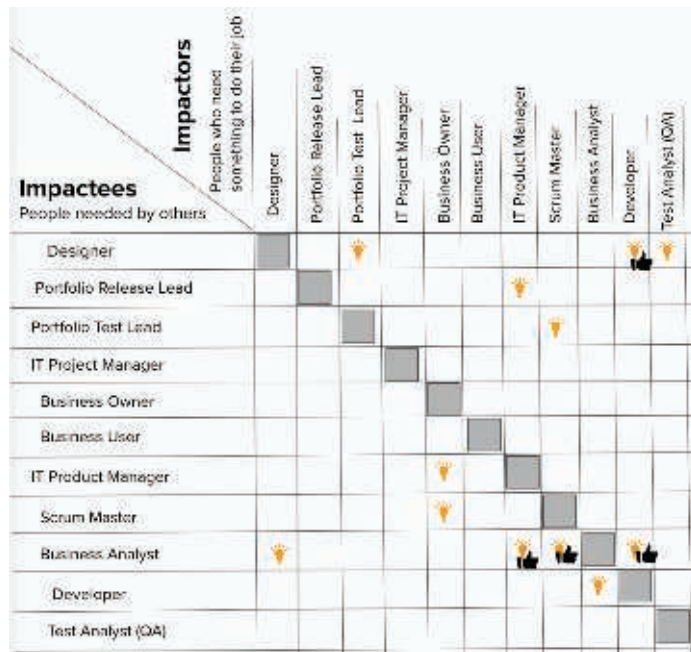 Impactors
People who need
something to do their job
Designer
Portfolio Release Lead
Portfolio Test Lead
IT Project Manager
Business Owner
Business User
IT Product Manager
Scrum Master
Business Analyst
Developer
Test Analyst (QA)
Impactees
People needed by others
Designer
Portfolio Release Lead
Portfolio Test Lead
IT Project Manager
Business Owner
Business User
IT Product Manager
Scrum Master
Business Analyst
Developer
Test Analyst (QA)